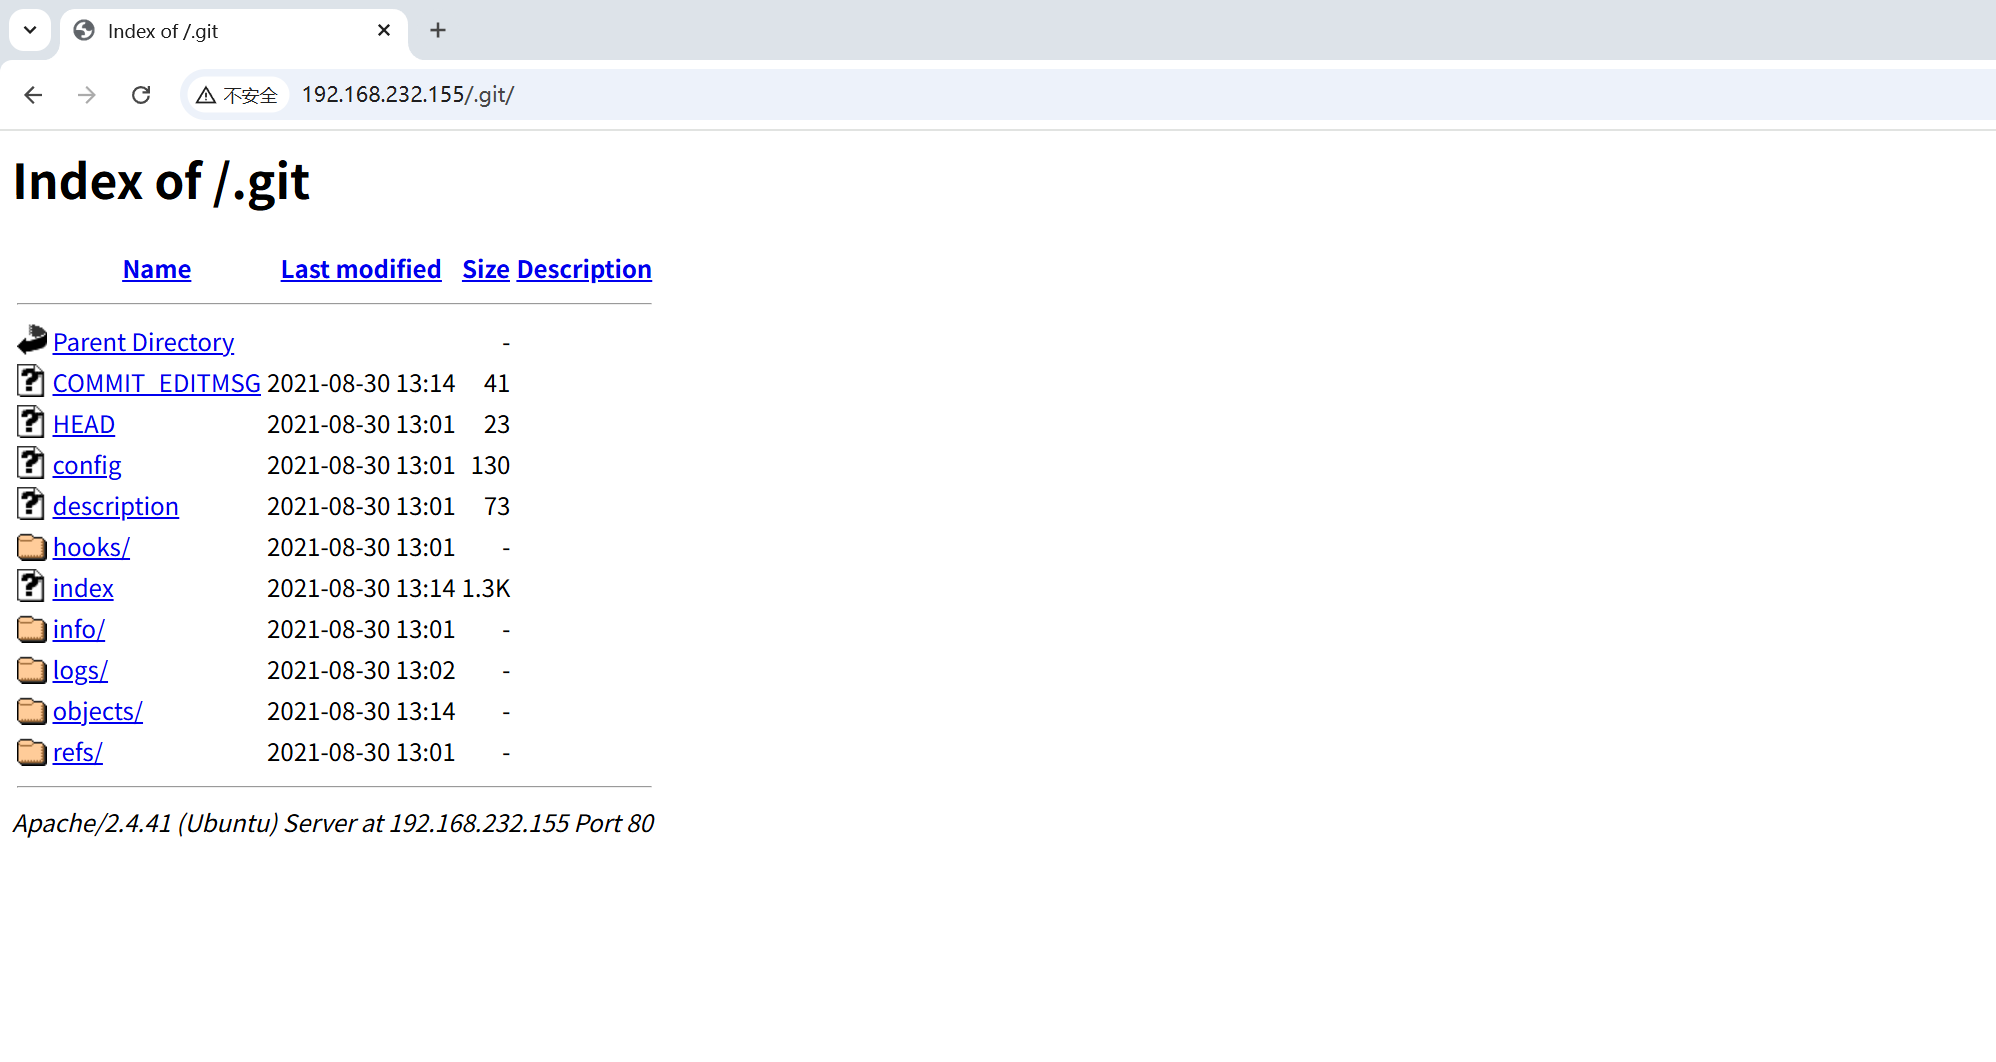 Index of /.git
不安全 192.168.232.155/.git/
Index of /.git
Name Last modified Size Description
Parent Directory -
COMMIT_EDITMSG 2021-08-30 13:14 41
HEAD 2021-08-30 13:01 23
config 2021-08-30 13:01 130
description 2021-08-30 13:01 73
hooks/ 2021-08-30 13:01 -
index 2021-08-30 13:14 1.3K
info/ 2021-08-30 13:01 -
logs/ 2021-08-30 13:02 -
objects/ 2021-08-30 13:14 -
refs/ 2021-08-30 13:01 -
Apache/2.4.41 (Ubuntu) Server at 192.168.232.155 Port 80